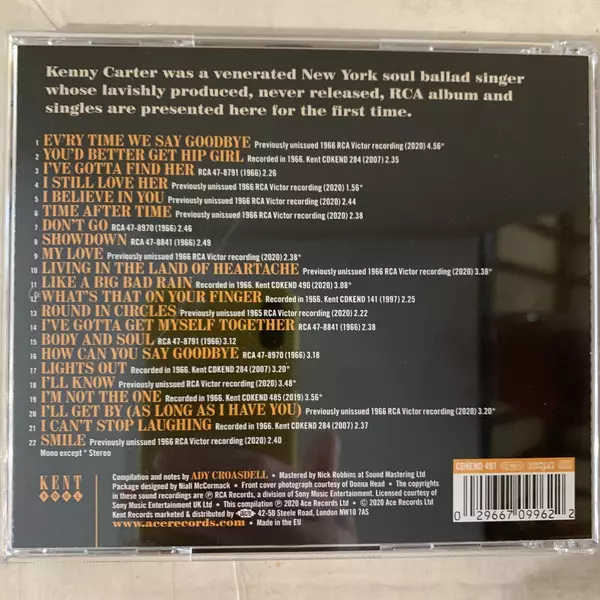 Kenny Carter was a venerated New York soul ballad singer
whose lavishly produced, never released, RCA album and
singles are presented here for the first time.
1 EV'RY TIME WE SAY GOODBYE Previously unissued 1966 RCA Victor recording (2020) 4.56*
2 YOU'D BETTER GET HIP GIRL Recorded in 1966. Kent CDKEND 284 (2007) 2.35
3 I'VE GOTTA FIND HER RCA 47-8791 (1966) 2.26
4 I STILL LOVE HER Previously unissued 1966 RCA Victor recording (2020) 1.56*
5 I BELIEVE IN YOU Previously unissued 1966 RCA Victor recording (2020) 2.44
6 TIME AFTER TIME Previously unissued 1966 RCA Victor recording (2020) 2.38
7 DON'T GO RCA 47-8970 (1966) 2.46
8 SHOWDOWN RCA 47-8841 (1966) 2.49
9 MY LOVE Previously unissued 1966 RCA Victor recording (2020) 2.38*
10 LIVING IN THE LAND OF HEARTACHE Previously unissued 1966 RCA Victor recording (2020) 3.38*
11 LIKE A BIG BAD RAIN Recorded in 1966. Kent CDKEND 490 (2020) 3.08*
12 WHAT'S THAT ON YOUR FINGER Recorded in 1966. Kent CDKEND 141 (1997) 2.25
13 ROUND IN CIRCLES Previously unissued 1965 RCA Victor recording (2020) 2.22
14 I'VE GOTTA GET MYSELF TOGETHER RCA 47-8841 (1966) 2.38
15 BODY AND SOUL RCA 47-8791 (1966) 3.12
16 HOW CAN YOU SAY GOODBYE RCA 47-8970 (1966) 3.18
17 LIGHTS OUT Recorded in 1966. Kent CDKEND 284 (2007) 3.20*
18 I'LL KNOW Previously unissued 1966 RCA Victor recording (2020) 3.48*
19 I'M NOT THE ONE Recorded in 1966. Kent CDKEND 485 (2019) 3.56*
20 I'LL GET BY (AS LONG AS I HAVE YOU) Previously unissued 1966 RCA Victor recording (2020) 3.20*
21 I CAN'T STOP LAUGHING Recorded in 1966. Kent CDKEND 284 (2007) 2.37
22 SMILE Previously unissued 1966 RCA Victor recording (2020) 2.40
Mono except * Stereo
KENT
SOUL
Compilation and notes by ADY CROASDELL • Mastered by Nick Robbins at Sound Mastering Ltd
Package designed by Niall McCormack • Front cover photograph courtesy of Donna Head • The copyrights
in these sound recordings are ℗ RCA Records, a division of Sony Music Entertainment. Licensed courtesy of
Sony Music Entertainment UK Ltd • This compilation ℗ 2020 Ace Records Ltd • © 2020 Ace Records Ltd
Kent Records marketed & distributed by ACE 42-50 Steele Road, London NW10 7AS
www.acerecords.com • Made in the EU
CDKEND 491
0 29667 09962 2